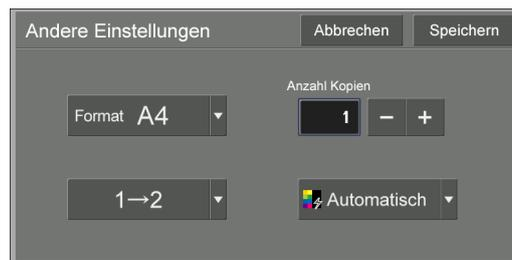 Andere Einstellungen Abbrechen Speichern
Anzahl Kopien
Format A4 1 − +
1→2 Automatisch